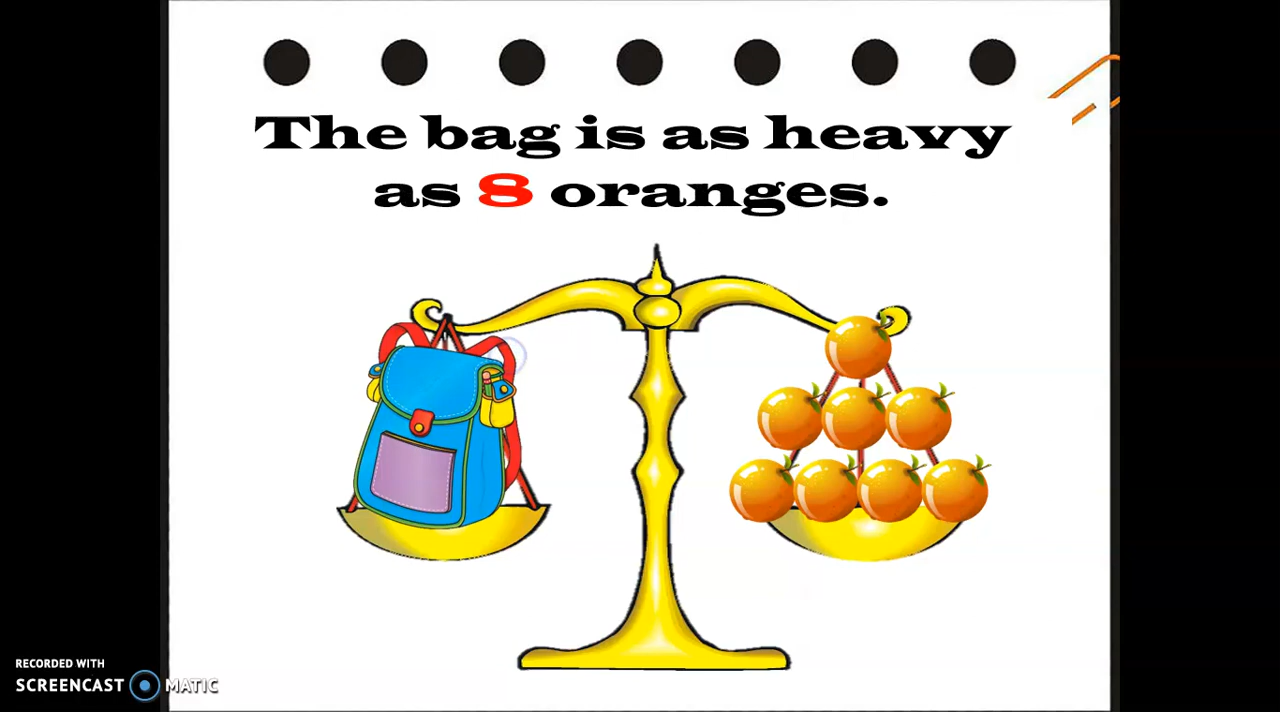 The bag is as heavy
as 8 oranges.
RECORDED WITH
SCREENCAST MATIC